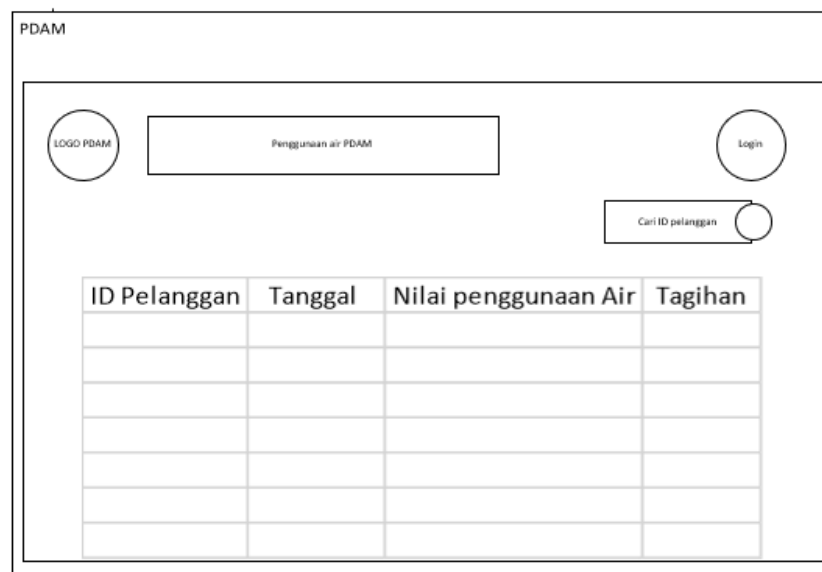 PDAM
LOGO PDAM
Penggunaan air PDAM
Login
Cari ID pelanggan
ID Pelanggan Tanggal Nilai penggunaan Air Tagihan